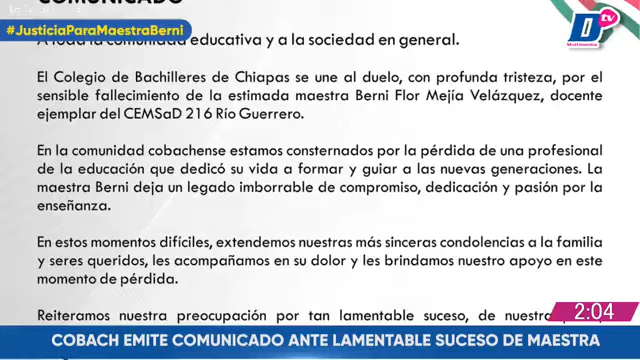 COMUNICADO
#JusticiaParaMaestraBerni
A toda la comunidad educativa y a la sociedad en general.
D tv
Multimedia
El Colegio de Bachilleres de Chiapas se une al duelo, con profunda tristeza, por el
sensible fallecimiento de la estimada maestra Berni Flor Mejía Velázquez, docente
ejemplar del CEMSaD 216 Río Guerrero.
En la comunidad cobachense estamos consternados por la pérdida de una profesional
de la educación que dedicó su vida a formar y guiar a las nuevas generaciones. La
maestra Berni deja un legado imborrable de compromiso, dedicación y pasión por la
enseñanza.
En estos momentos difíciles, extendemos nuestras más sinceras condolencias a la familia
y seres queridos, les acompañamos en su dolor y les brindamos nuestro apoyo en este
momento de pérdida.
Reiteramos nuestra preocupación por tan lamentable suceso, de nuestra
2:04
COBACH EMITE COMUNICADO ANTE LAMENTABLE SUCESO DE MAESTRA